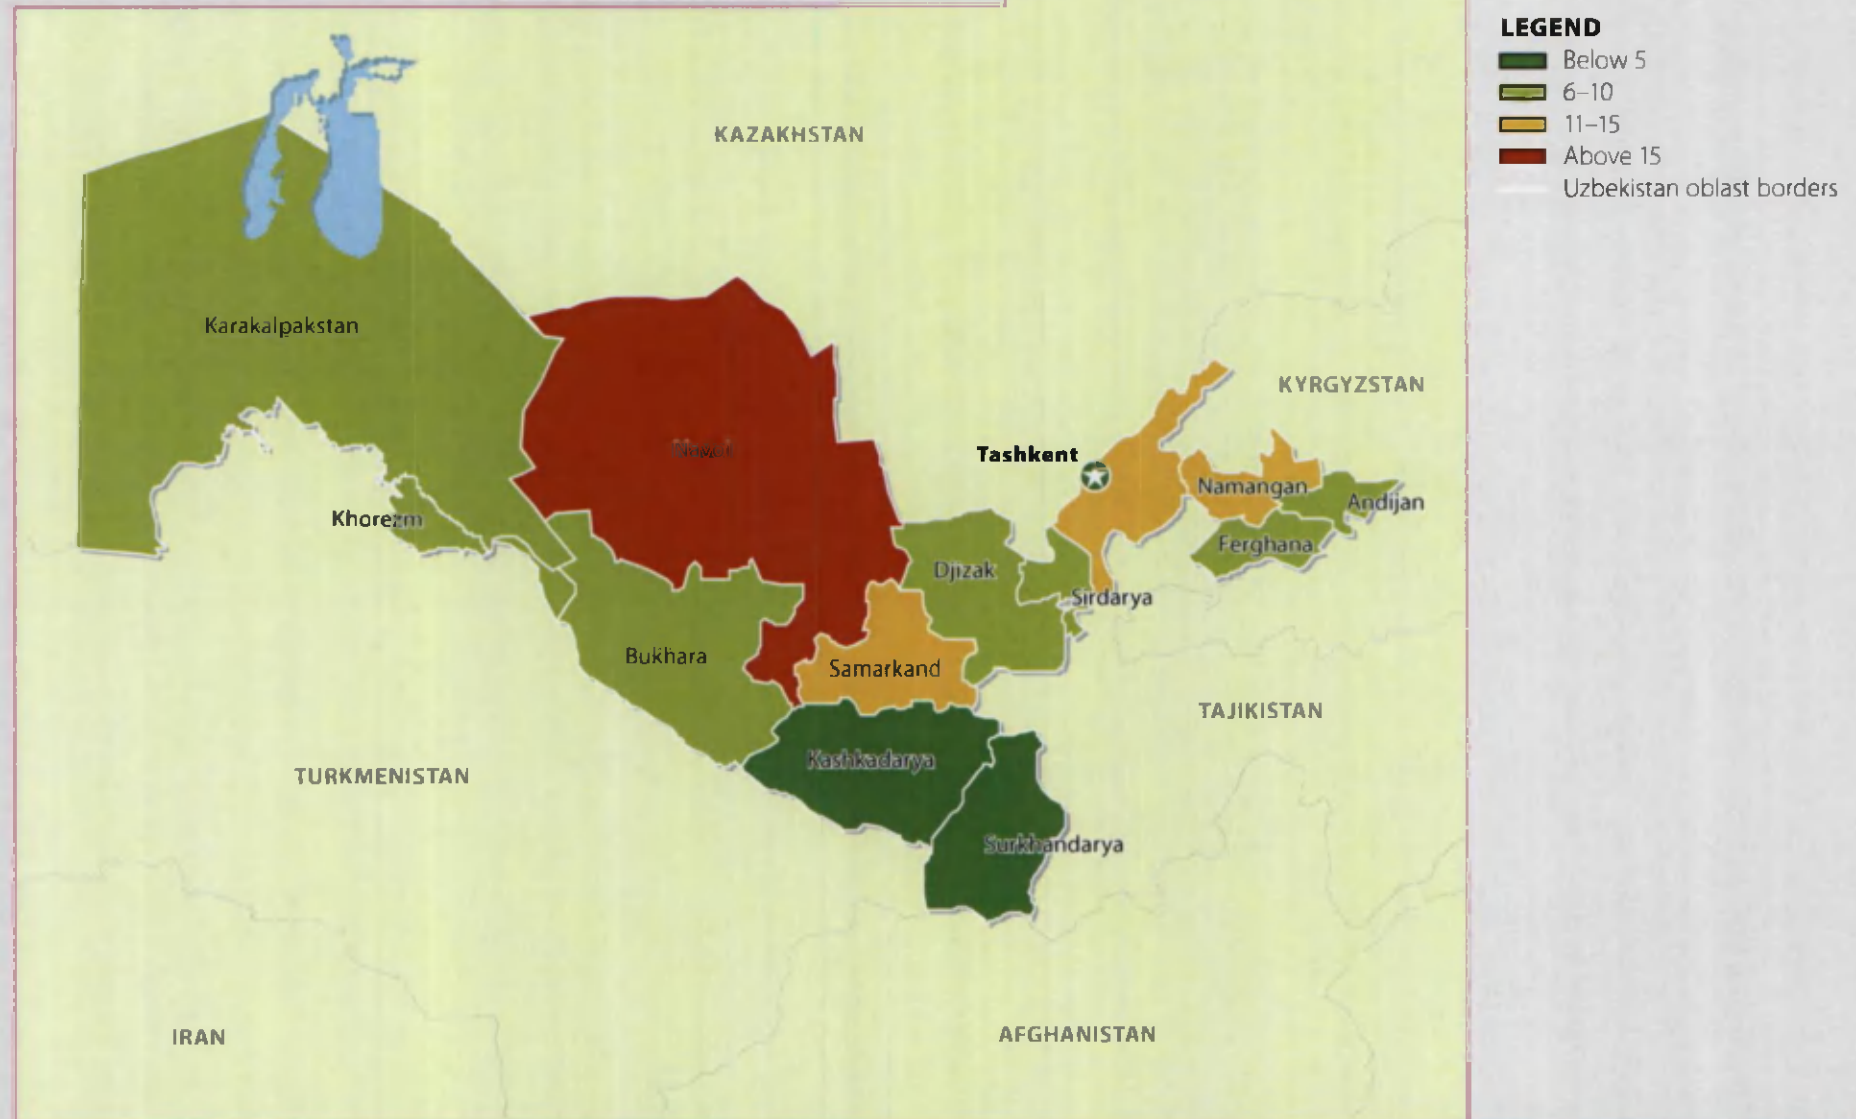 LEGEND
Below 5
6–10
11–15
Above 15
Uzbekistan oblast borders
KAZAKHSTAN
Karakalpakstan
KYRGYZSTAN
Navoi
Tashkent
Namangan
Andijan
Khorezm
Ferghana
Djizak
Sirdarya
Bukhara
Samarkand
TAJIKISTAN
Kashkadarya
TURKMENISTAN
Surkhandarya
IRAN
AFGHANISTAN